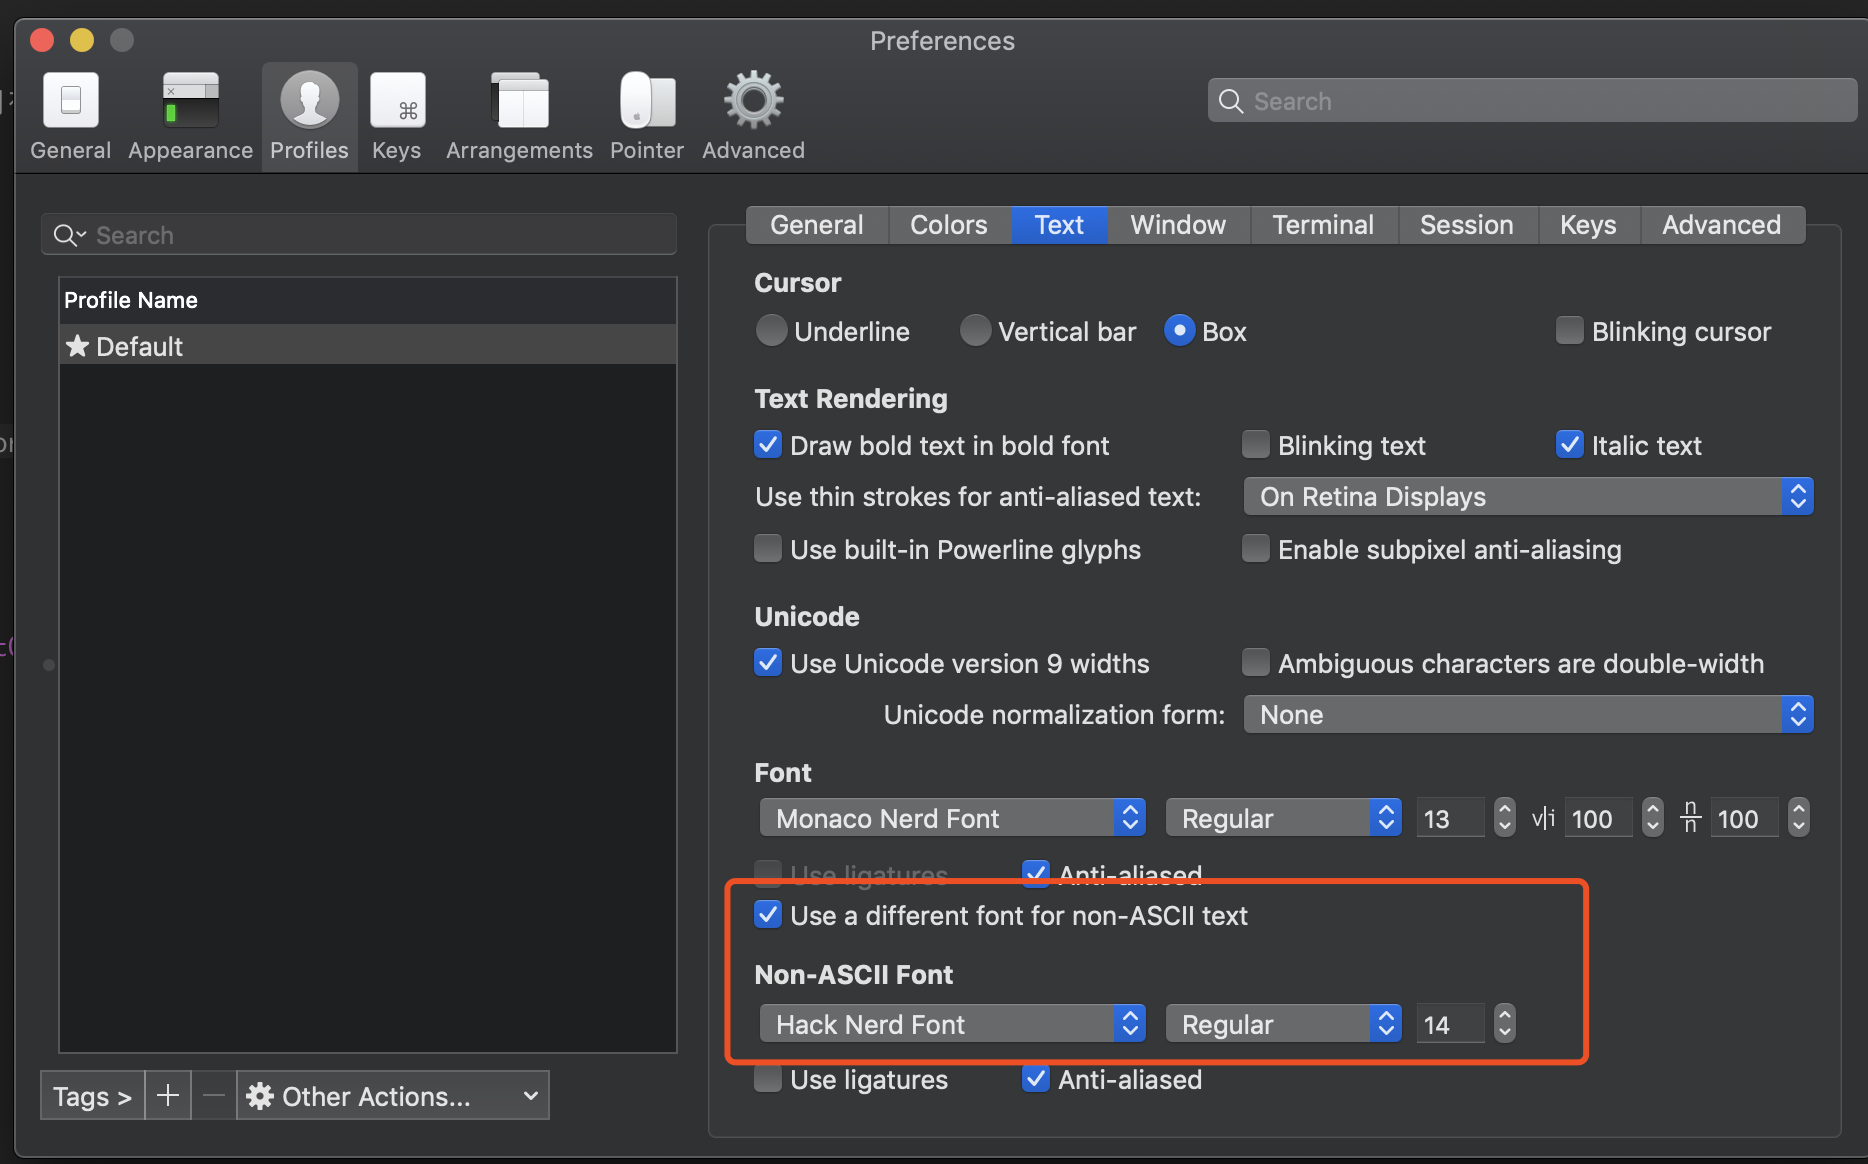 Preferences
General Appearance Profiles Keys Arrangements Pointer Advanced
Search
Search
Profile Name
Default
Tags >
Other Actions...
General Colors Text Window Terminal Session Keys Advanced
Cursor
Underline Vertical bar Box Blinking cursor
Text Rendering
Draw bold text in bold font Blinking text Italic text
Use thin strokes for anti-aliased text: On Retina Displays
Use built-in Powerline glyphs Enable subpixel anti-aliasing
Unicode
Use Unicode version 9 widths Ambiguous characters are double-width
Unicode normalization form: None
Font
Monaco Nerd Font Regular 13 v|i 100 n/n 100
Use ligatures Anti-aliased
Use a different font for non-ASCII text
Non-ASCII Font
Hack Nerd Font Regular 14
Use ligatures Anti-aliased